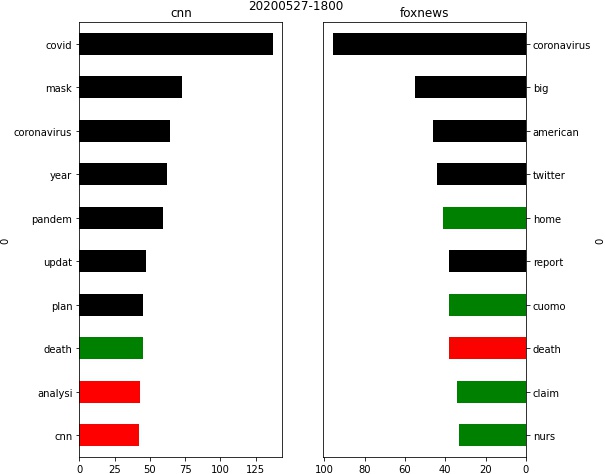 20200527-1800
cnn
foxnews
covid
mask
coronavirus
year
pandem
updat
plan
death
analysi
cnn
0
0 25 50 75 100 125
coronavirus
big
american
twitter
home
report
cuomo
death
claim
nurs
0
100 80 60 40 20 0